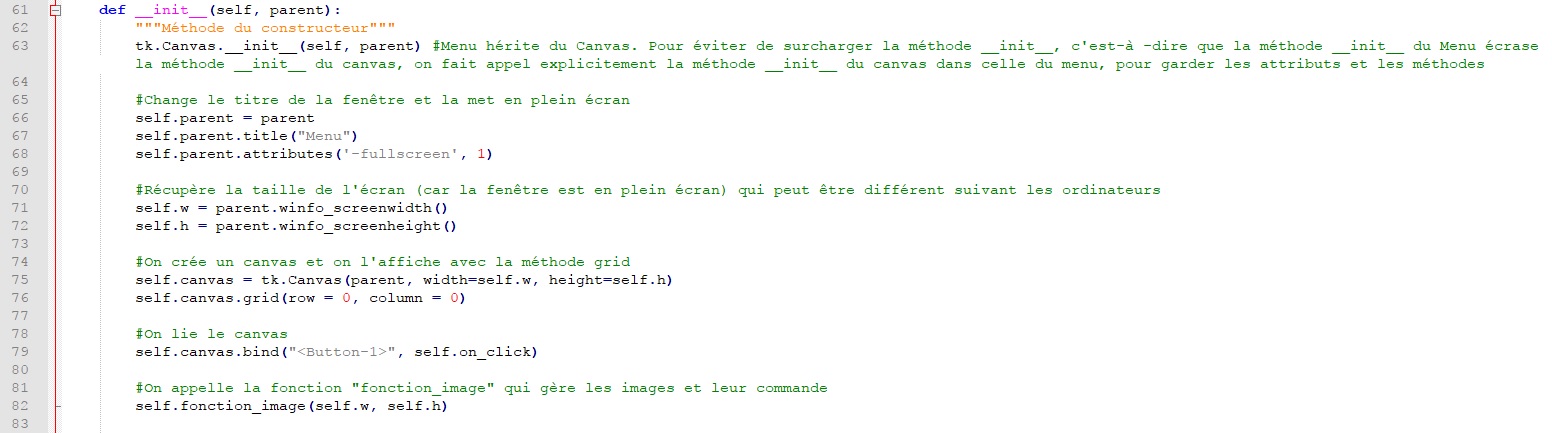 61 def __init__(self, parent):
62 """Méthode du constructeur"""
63 tk.Canvas.__init__(self, parent) #Menu hérite du Canvas. Pour éviter de surcharger la méthode __init__, c'est-à -dire que la méthode __init__ du Menu écrase
la méthode __init__ du canvas, on fait appel explicitement la méthode __init__ du canvas dans celle du menu, pour garder les attributs et les méthodes
64
65 #Change le titre de la fenêtre et la met en plein écran
66 self.parent = parent
67 self.parent.title("Menu")
68 self.parent.attributes('-fullscreen', 1)
69
70 #Récupère la taille de l'écran (car la fenêtre est en plein écran) qui peut être différent suivant les ordinateurs
71 self.w = parent.winfo_screenwidth()
72 self.h = parent.winfo_screenheight()
73
74 #On crée un canvas et on l'affiche avec la méthode grid
75 self.canvas = tk.Canvas(parent, width=self.w, height=self.h)
76 self.canvas.grid(row = 0, column = 0)
77
78 #On lie le canvas
79 self.canvas.bind("<Button-1>", self.on_click)
80
81 #On appelle la fonction "fonction_image" qui gère les images et leur commande
82 self.fonction_image(self.w, self.h)
83